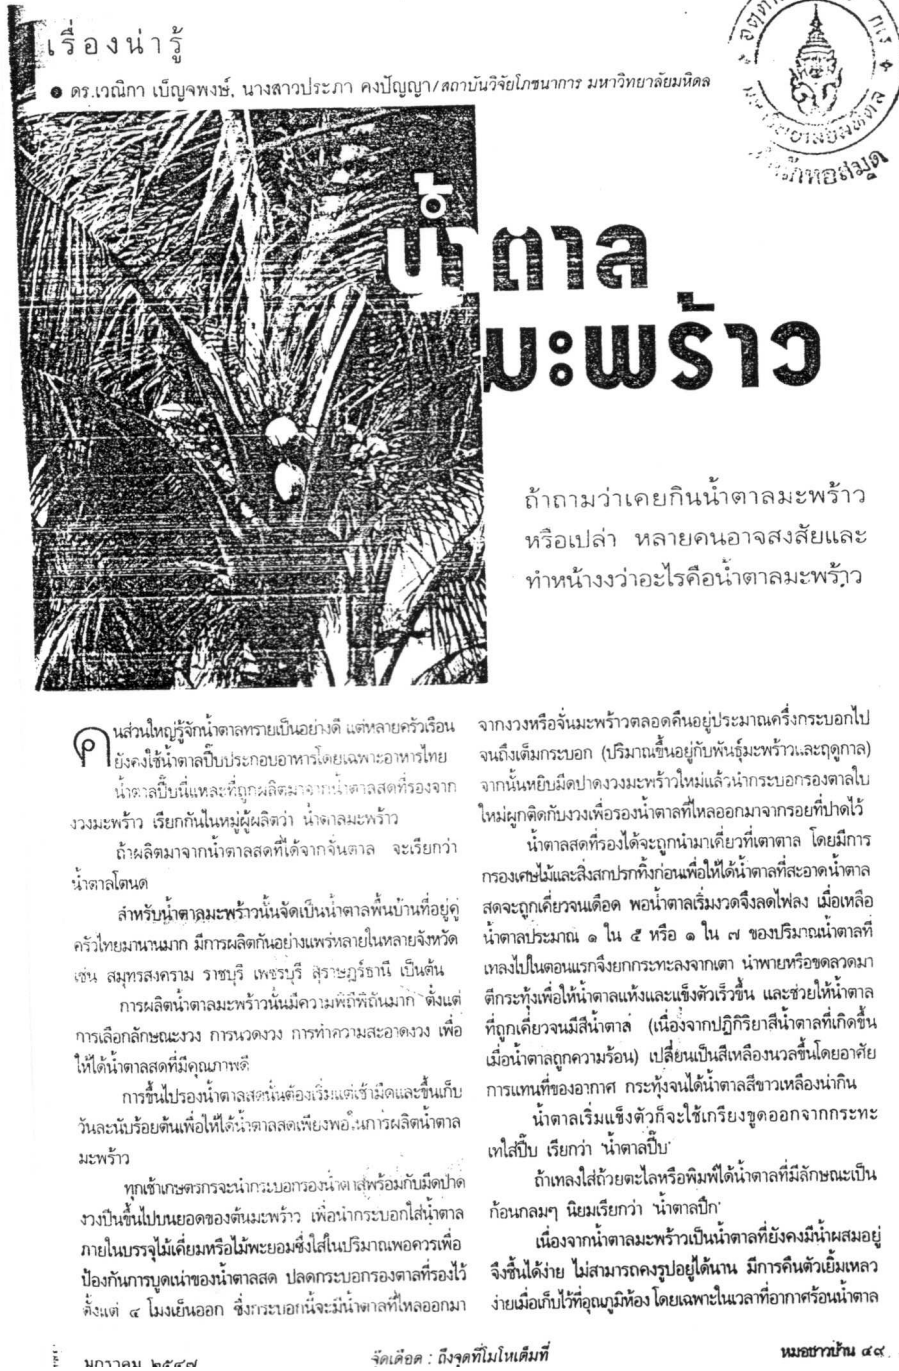 เรื่องน่ารู้
ดร.เวณิกา เบ็ญจพงษ์, นางสาวประภา คงปัญญา/สถาบันวิจัยโภชนาการ มหาวิทยาลัยมหิดล
น้ำตาล
มะพร้าว
ถ้าถามว่าเคยกินน้ำตาลมะพร้าว
หรือเปล่า หลายคนอาจสงสัยและ
ทำหน้างงว่าอะไรคือน้ำตาลมะพร้าว
คนส่วนใหญ่รู้จักน้ำตาลทรายเป็นอย่างดี แต่หลายครัวเรือน
ยังคงใช้น้ำตาลปี๊บประกอบอาหารโดยเฉพาะอาหารไทย
น้ำตาลปี๊บนี่แหละที่ถูกผลิตมาจากน้ำตาลสดที่รองจาก
งวงมะพร้าว เรียกกันในหมู่ผู้ผลิตว่า น้ำตาลมะพร้าว
ถ้าผลิตมาจากน้ำตาลสดที่ได้จากจั่นตาล จะเรียกว่า
น้ำตาลโตนด
สำหรับน้ำตาลมะพร้าวนั้นจัดเป็นน้ำตาลพื้นบ้านที่อยู่คู่
ครัวไทยมานานมาก มีการผลิตกันอย่างแพร่หลายในหลายจังหวัด
เช่น สมุทรสงคราม ราชบุรี เพชรบุรี สุราษฎร์ธานี เป็นต้น
การผลิตน้ำตาลมะพร้าวนั้นมีความพิถีพิถันมาก ตั้งแต่
การเลือกลักษณะงวง การนวดงวง การทำความสะอาดงวง เพื่อ
ให้ได้น้ำตาลสดที่มีคุณภาพดี
การขึ้นไปรองน้ำตาลสดนั้นต้องเริ่มแต่เช้ามืดและขึ้นเก็บ
วันละนับร้อยต้นเพื่อให้ได้น้ำตาลสดเพียงพอในการผลิตน้ำตาล
มะพร้าว
ทุกเช้าเกษตรกรจะนำกระบอกรองน้ำตาลพร้อมกับมีดปาด
งวงปีนขึ้นไปบนยอดของต้นมะพร้าว เพื่อนำกระบอกใส่น้ำตาล
ภายในบรรจุไม้เคี่ยมหรือไม้พะยอมซึ่งใส่ในปริมาณพอควรเพื่อ
ป้องกันการบูดเน่าของน้ำตาลสด ปลดกระบอกรองตาลที่รองไว้
ตั้งแต่ ๔ โมงเย็นออก ซึ่งกระบอกนี้จะมีน้ำตาลที่ไหลออกมา
จากงวงหรือจั่นมะพร้าวตลอดคืนอยู่ประมาณครึ่งกระบอกไป
จนถึงเต็มกระบอก (ปริมาณขึ้นอยู่กับพันธุ์มะพร้าวและฤดูกาล)
จากนั้นหยิบมีดปาดงวงมะพร้าวใหม่แล้วนำกระบอกรองตาลใบ
ใหม่ผูกติดกับงวงเพื่อรองน้ำตาลที่ไหลออกมาจากรอยที่ปาดไว้
น้ำตาลสดที่รองได้จะถูกนำมาเคี่ยวที่เตาตาล โดยมีการ
กรองเศษไม้และสิ่งสกปรกทิ้งก่อนเพื่อให้ได้น้ำตาลที่สะอาดน้ำตาล
สดจะถูกเคี่ยวจนเดือด พอน้ำตาลเริ่มงวดจึงลดไฟลง เมื่อเหลือ
น้ำตาลประมาณ ๑ ใน ๕ หรือ ๑ ใน ๗ ของปริมาณน้ำตาลที่
เทลงไปในตอนแรกจึงยกกระทะลงจากเตา นำพายหรือขดลวดมา
ตีกระทุ้งเพื่อให้น้ำตาลแห้งและแข็งตัวเร็วขึ้น และช่วยให้น้ำตาล
ที่ถูกเคี่ยวจนมีสีน้ำตาล (เนื่องจากปฏิกิริยาสีน้ำตาลที่เกิดขึ้น
เมื่อน้ำตาลถูกความร้อน) เปลี่ยนเป็นสีเหลืองนวลขึ้นโดยอาศัย
การแทนที่ของอากาศ กระทุ้งจนได้น้ำตาลสีขาวเหลืองน่ากิน
น้ำตาลเริ่มแข็งตัวก็จะใช้เกรียงขูดออกจากกระทะ
เทใส่ปี๊บ เรียกว่า 'น้ำตาลปี๊บ'
ถ้าเทลงใส่ถ้วยตะไลหรือพิมพ์ได้น้ำตาลที่มีลักษณะเป็น
ก้อนกลมๆ นิยมเรียกว่า 'น้ำตาลปึก'
เนื่องจากน้ำตาลมะพร้าวเป็นน้ำตาลที่ยังคงมีน้ำผสมอยู่
จึงชื้นได้ง่าย ไม่สามารถคงรูปอยู่ได้นาน มีการคืนตัวเยิ้มเหลว
ง่ายเมื่อเก็บไว้ที่อุณภูมิห้อง โดยเฉพาะในเวลาที่อากาศร้อนน้ำตาล
มกราคม ๒๕๔๗
จุดเดือด : ถึงจุดที่โมโหเต็มที่
หมอชาวบ้าน ๔๙